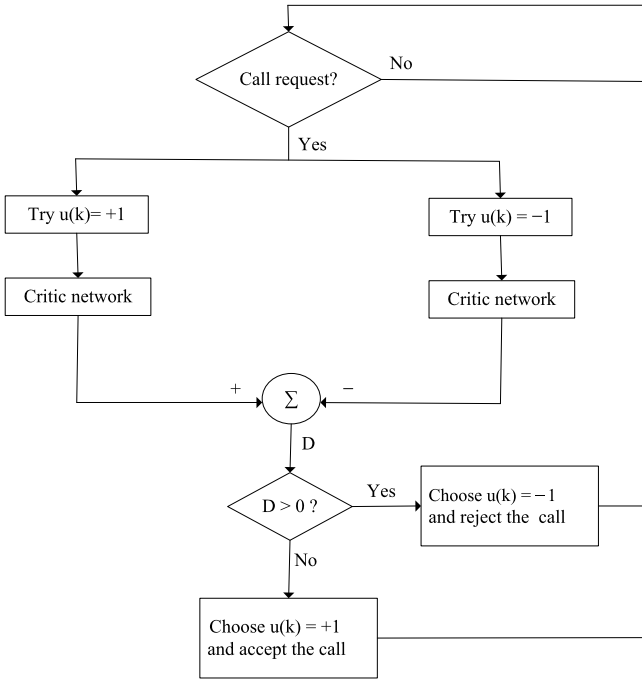 Call request?
No
Yes
Try u(k)= +1
Try u(k) = −1
Critic network
Critic network
+
Σ
−
D
D > 0 ?
Yes
Choose u(k) = −1
and reject the call
No
Choose u(k) = +1
and accept the call